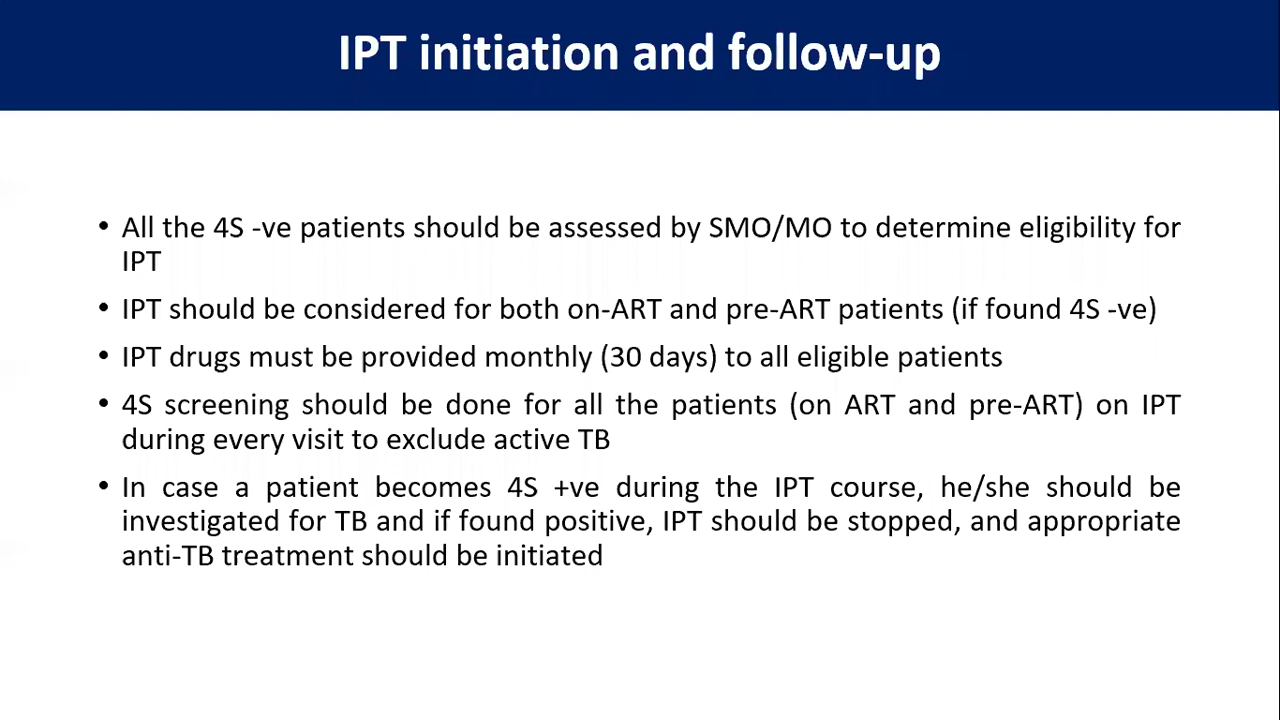 IPT initiation and follow-up
• All the 4S -ve patients should be assessed by SMO/MO to determine eligibility for
IPT
• IPT should be considered for both on-ART and pre-ART patients (if found 4S -ve)
• IPT drugs must be provided monthly (30 days) to all eligible patients
• 4S screening should be done for all the patients (on ART and pre-ART) on IPT
during every visit to exclude active TB
• In case a patient becomes 4S +ve during the IPT course, he/she should be
investigated for TB and if found positive, IPT should be stopped, and appropriate
anti-TB treatment should be initiated